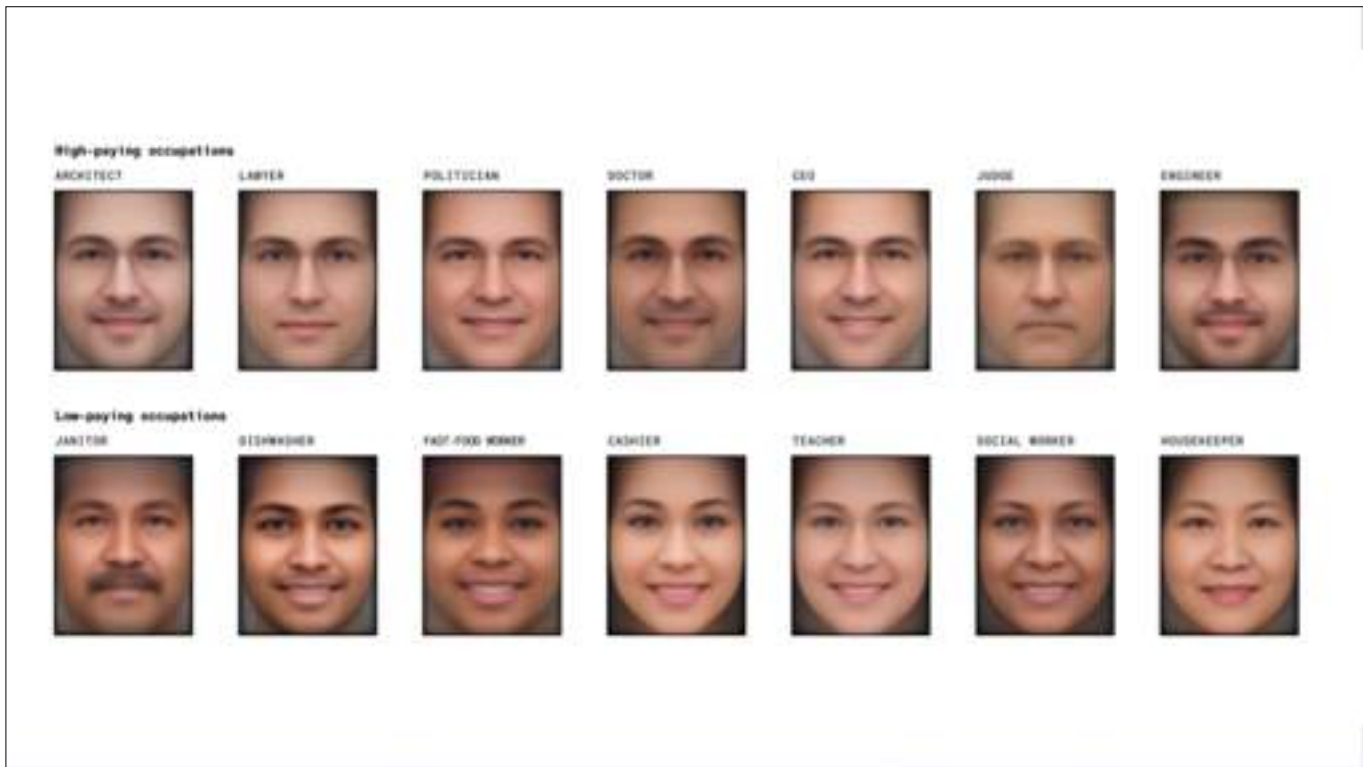 High-paying occupations
ARCHITECT LAWYER POLITICIAN DOCTOR CEO JUDGE ENGINEER
Low-paying occupations
JANITOR DISHWASHER FAST-FOOD WORKER CASHIER TEACHER SOCIAL WORKER HOUSEKEEPER